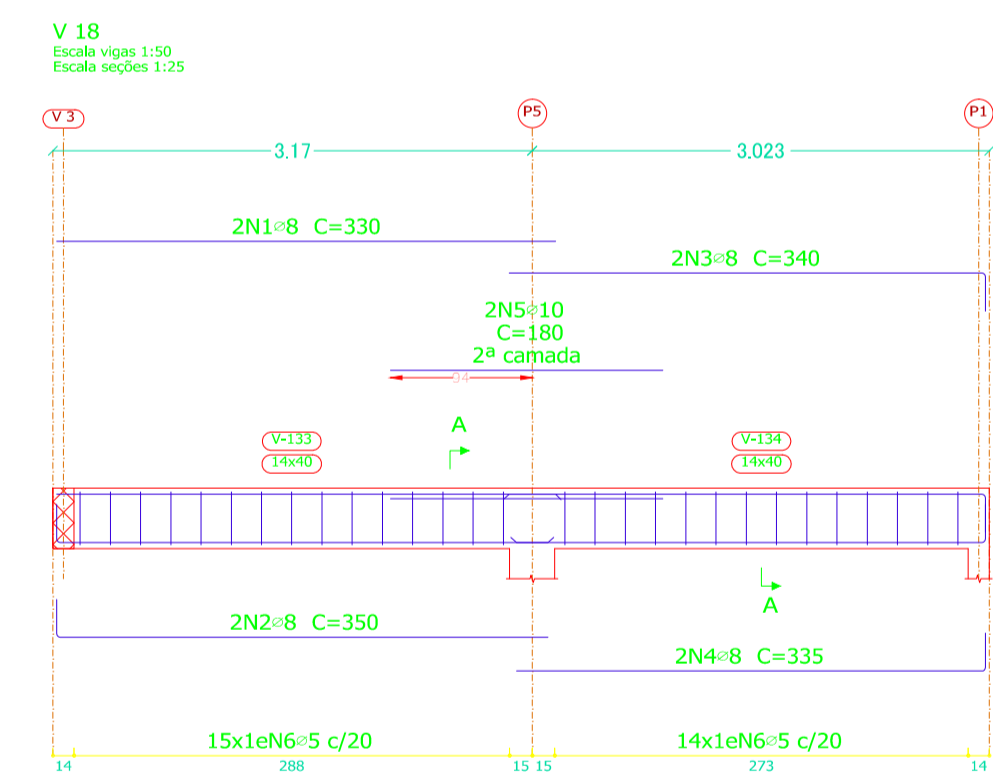 V 18
Escala vigas 1:50
Escala seções 1:25
V 3
P5
P1
3.17
3.023
2N1∅8 C=330
2N3∅8 C=340
2N5∅10
C=180
2ª camada
94
A
V-133
14x40
V-134
14x40
A
2N2∅8 C=350
2N4∅8 C=335
15x1eN6∅5 c/20
14x1eN6∅5 c/20
14
288
15 15
273
14